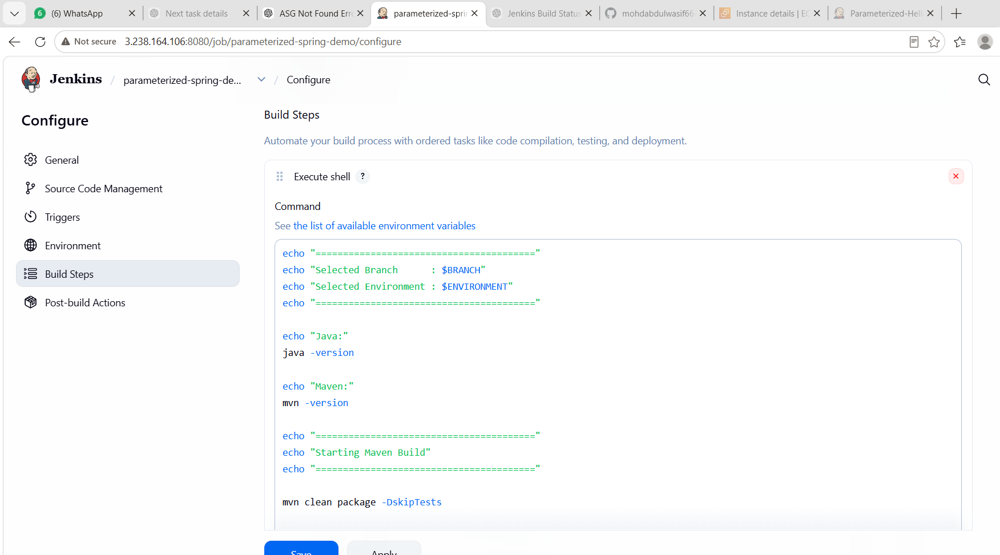 (6) WhatsApp
Next task details
ASG Not Found Erro
parameterized-sprin
Jenkins Build Status
mohdabdulwasif66
Instance details | EC
Parameterized-Hell
Not secure 3.238.164.106:8080/job/parameterized-spring-demo/configure
Jenkins / parameterized-spring-de... / Configure
Configure
General
Source Code Management
Triggers
Environment
Build Steps
Post-build Actions
Build Steps
Automate your build process with ordered tasks like code compilation, testing, and deployment.
Execute shell ?
Command
See the list of available environment variables
echo "========================================"
echo "Selected Branch      : $BRANCH"
echo "Selected Environment : $ENVIRONMENT"
echo "========================================"
echo "Java:"
java -version
echo "Maven:"
mvn -version
echo "========================================"
echo "Starting Maven Build"
echo "========================================"
mvn clean package -DskipTests
Save
Apply